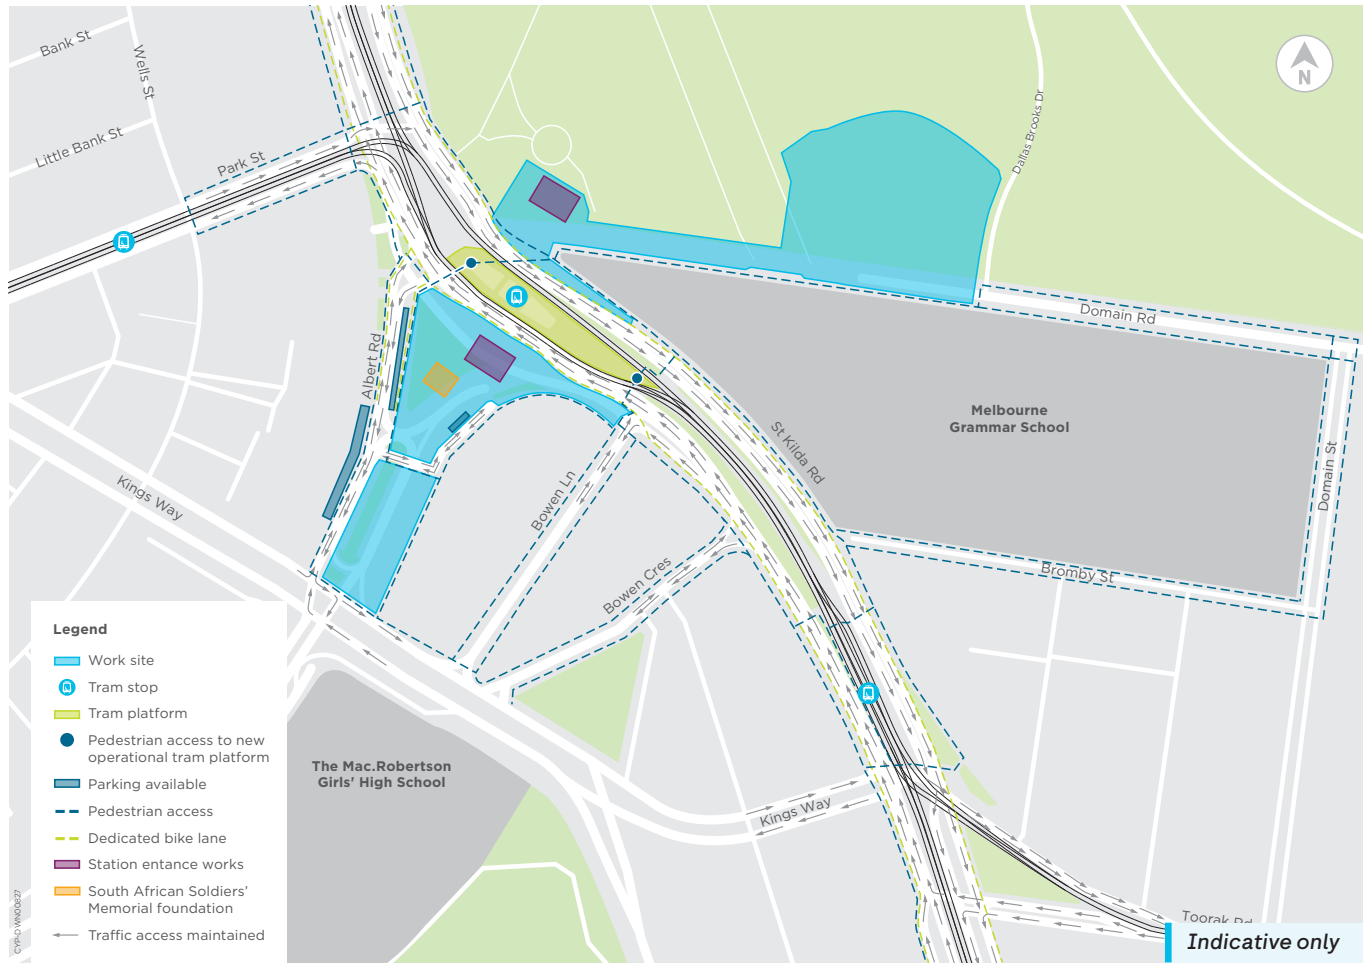 Bank St
Wells St
Little Bank St
Park St
N
Dallas Brooks Dr
Domain Rd
Albert Rd
Melbourne
Grammar School
St Kilda Rd
Domain St
Kings Way
Bowen Ln
Bowen Cres
Bromby St
The Mac.Robertson
Girls' High School
Kings Way
Toorak Rd
Legend
Work site
Tram stop
Tram platform
Pedestrian access to new
operational tram platform
Parking available
Pedestrian access
Dedicated bike lane
Station entrance works
South African Soldiers'
Memorial foundation
Traffic access maintained
CYP-DWN00827
Indicative only